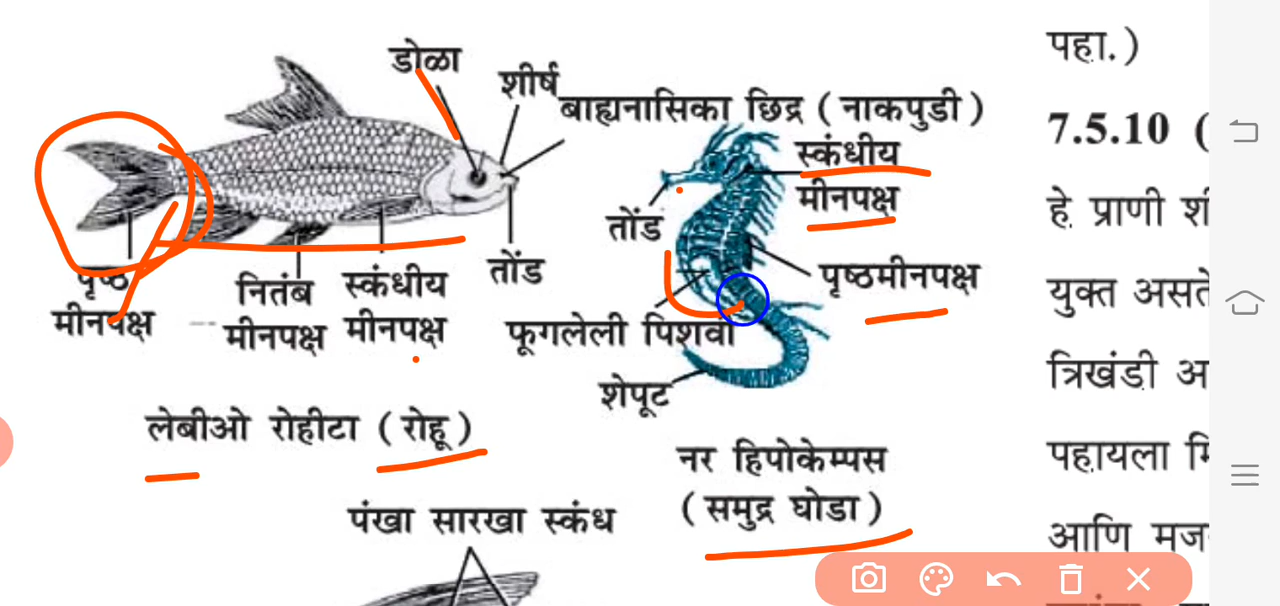 डोळा
शीर्ष
बाह्यनासिका छिद्र ( नाकपुडी )
स्कंधीय
मीनपक्ष
तोंड
पृष्ठमीनपक्ष
फूगलेली पिशवी
शेपूट
पृष्ठ
मीनपक्ष
नितंब
मीनपक्ष
स्कंधीय
मीनपक्ष
तोंड
लेबीओ रोहीटा ( रोहू )
नर हिपोकेम्पस
( समुद्र घोडा )
पंखा सारखा स्कंध
पहा.)
7.5.10 (
हे प्राणी शी
युक्त असते
त्रिखंडी अ
पहायला मि
आणि मज